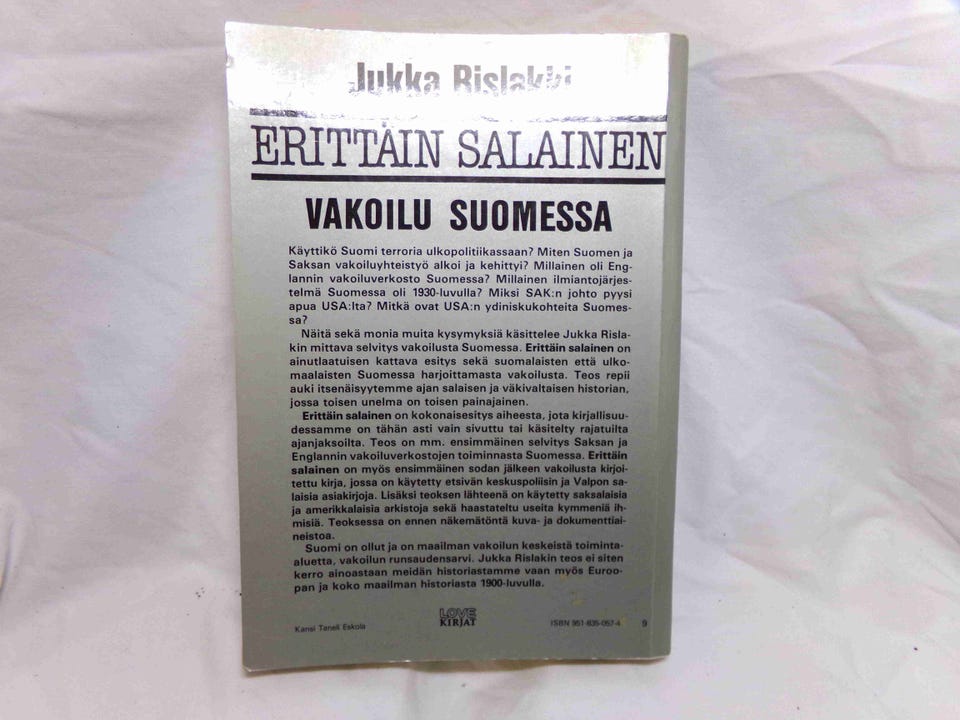 Jukka Rislakki
ERITTÄIN SALAINEN
VAKOILU SUOMESSA
Käyttikö Suomi terroria ulkopolitiikassaan? Miten Suomen ja
Saksan vakoiluyhteistyö alkoi ja kehittyi? Millainen oli Eng-
lannin vakoiluverkosto Suomessa? Millainen ilmiantojärjes-
telmä Suomessa oli 1930-luvulla? Miksi SAK:n johto pyysi
apua USA:lta? Mitkä ovat USA:n ydiniskukohteita Suomes-
sa?
Näitä sekä monia muita kysymyksiä käsittelee Jukka Risla-
kin mittava selvitys vakoilusta Suomessa. Erittäin salainen on
ainutlaatuisen kattava esitys sekä suomalaisten että ulko-
maalaisten Suomessa harjoittamasta vakoilusta. Teos repii
auki itsenäisyytemme ajan salaisen ja väkivaltaisen historian,
jossa toisen unelma on toisen painajainen.
Erittäin salainen on kokonaisesitys aiheesta, jota kirjallisuu-
dessamme on tähän asti vain sivuttu tai käsitelty rajatuilta
ajanjaksoilta. Teos on mm. ensimmäinen selvitys Saksan ja
Englannin vakoiluverkostojen toiminnasta Suomessa. Erittäin
salainen on myös ensimmäinen sodan jälkeen vakoilusta kirjoi-
tettu kirja, jossa on käytetty etsivän keskuspoliisin ja Valpon sa-
laisia asiakirjoja. Lisäksi teoksen lähteenä on käytetty saksalaisia
ja amerikkalaisia arkistoja sekä haastateltu useita kymmeniä ih-
misiä. Teoksessa on ennen näkemätöntä kuva- ja dokumenttiai-
neistoa.
Suomi on ollut ja on maailman vakoilun keskeistä toiminta-
aluetta, vakoilun runsaudensarvi. Jukka Rislakin teos ei siten
kerro ainoastaan meidän historiastamme vaan myös Euroo-
pan ja koko maailman historiasta 1900-luvulla.
LOVE
KIRJAT
Kansi Taneli Eskola
ISBN 951-835-057-4 9